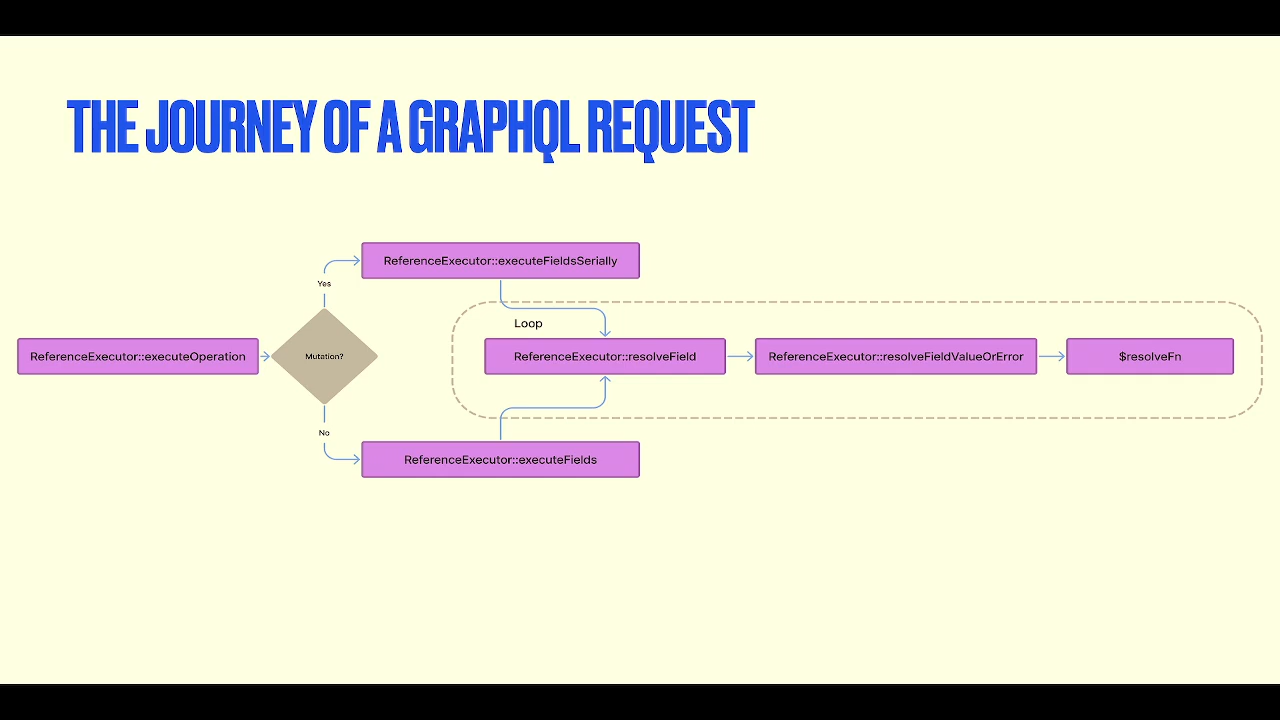 THE JOURNEY OF A GRAPHQL REQUEST
ReferenceExecutor::executeFieldsSerially
Yes
Loop
ReferenceExecutor::executeOperation
Mutation?
ReferenceExecutor::resolveField
ReferenceExecutor::resolveFieldValueOrError
$resolveFn
No
ReferenceExecutor::executeFields